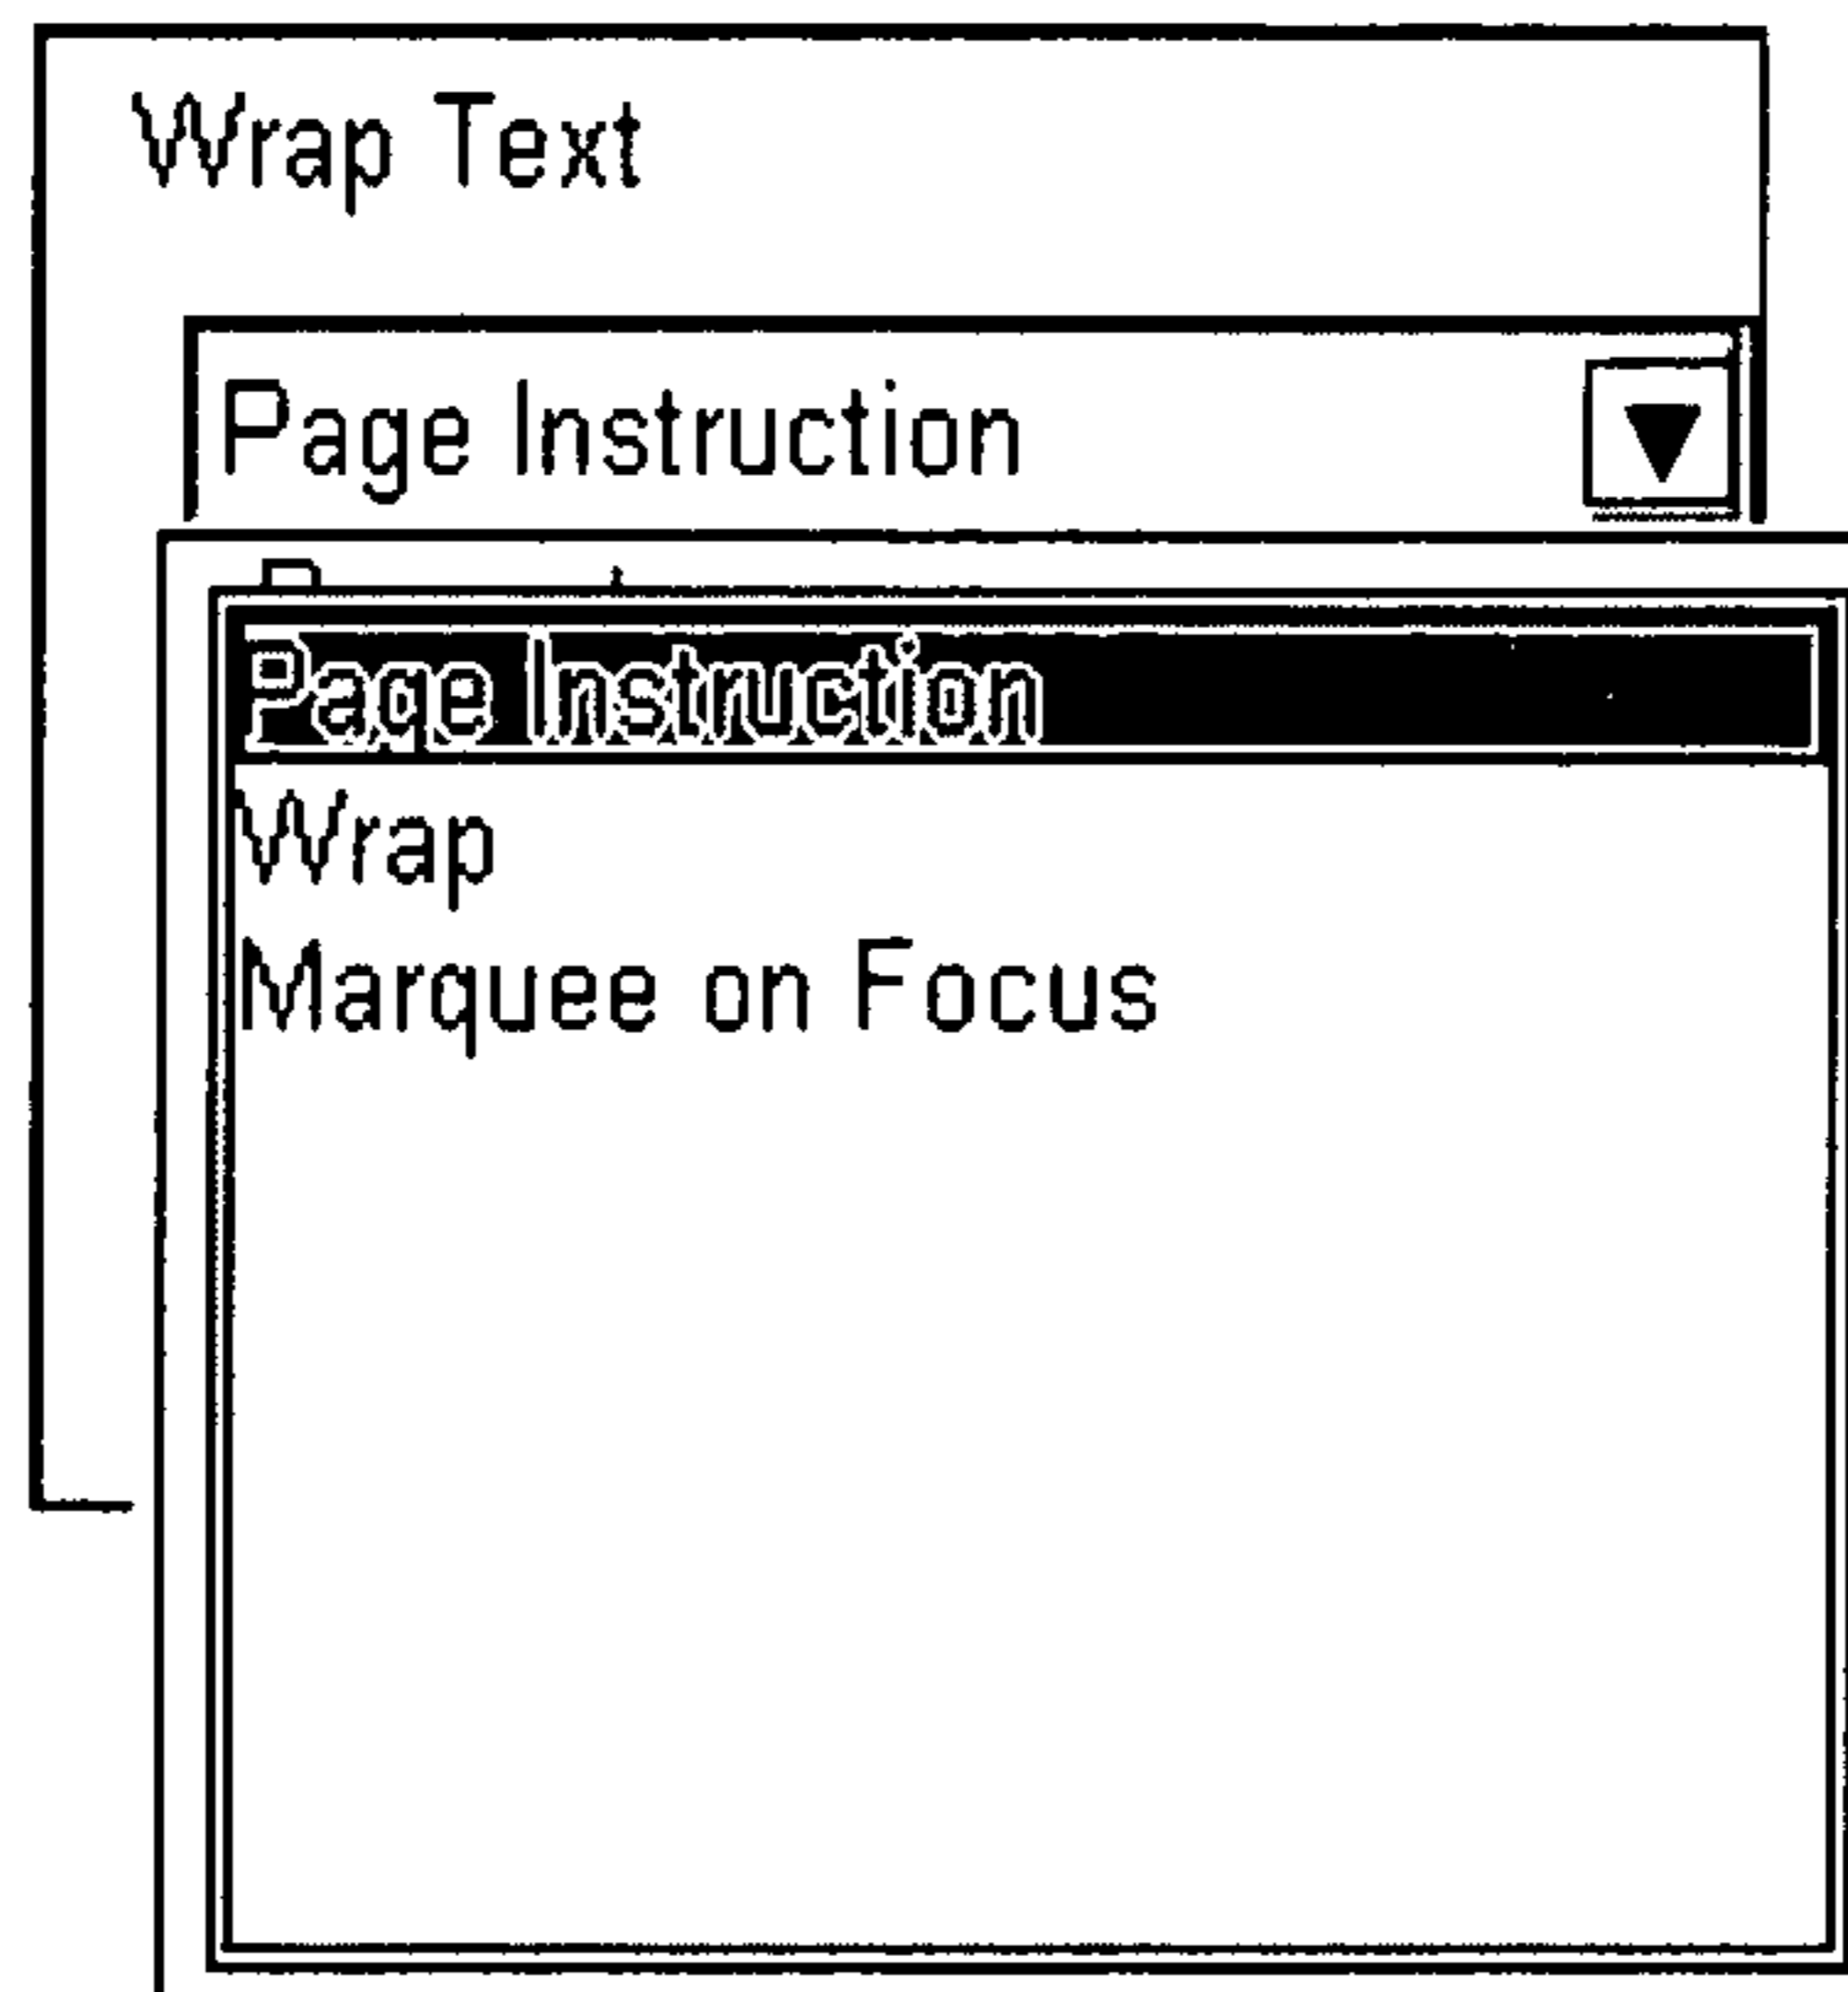 Wrap Text
Page Instruction
Page Instruction
Wrap
Marquee on Focus